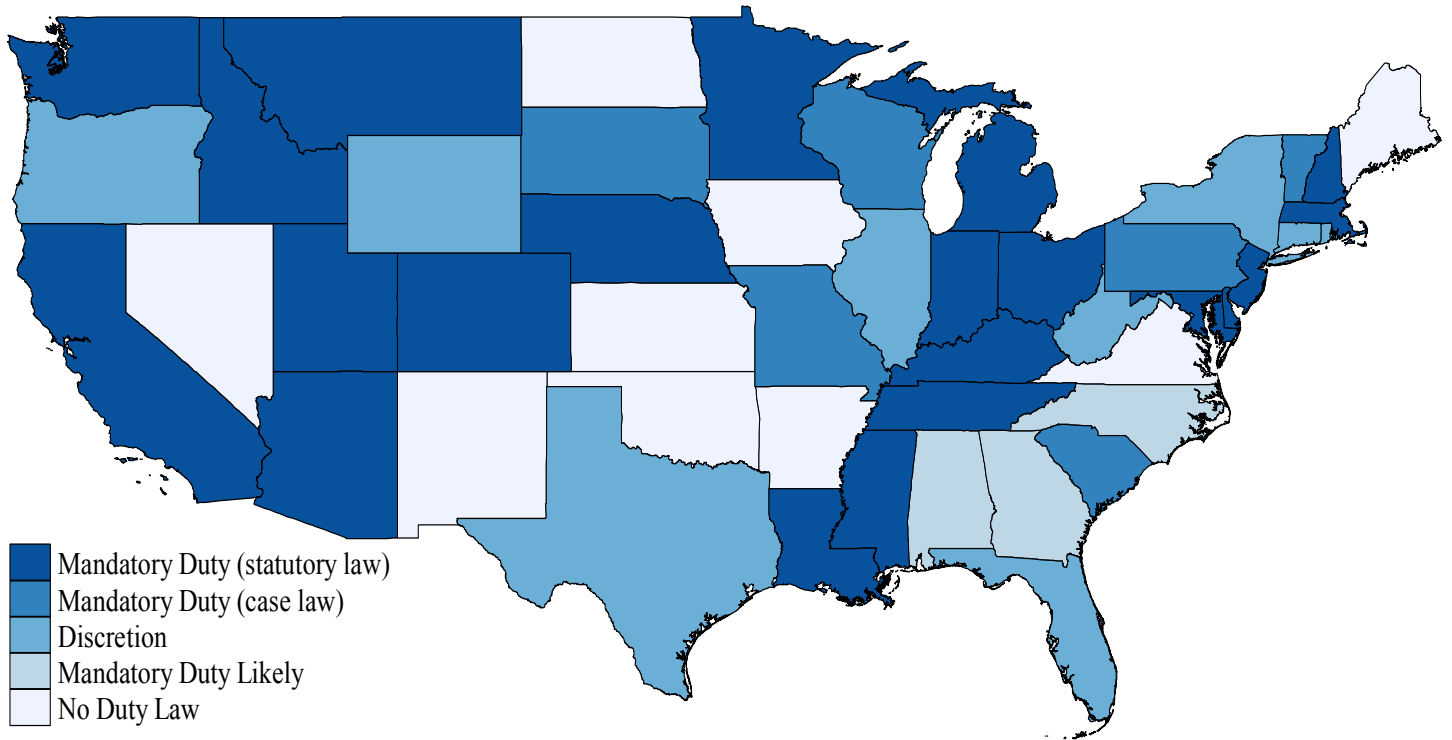 Mandatory Duty (statutory law)
Mandatory Duty (case law)
Discretion
Mandatory Duty Likely
No Duty Law